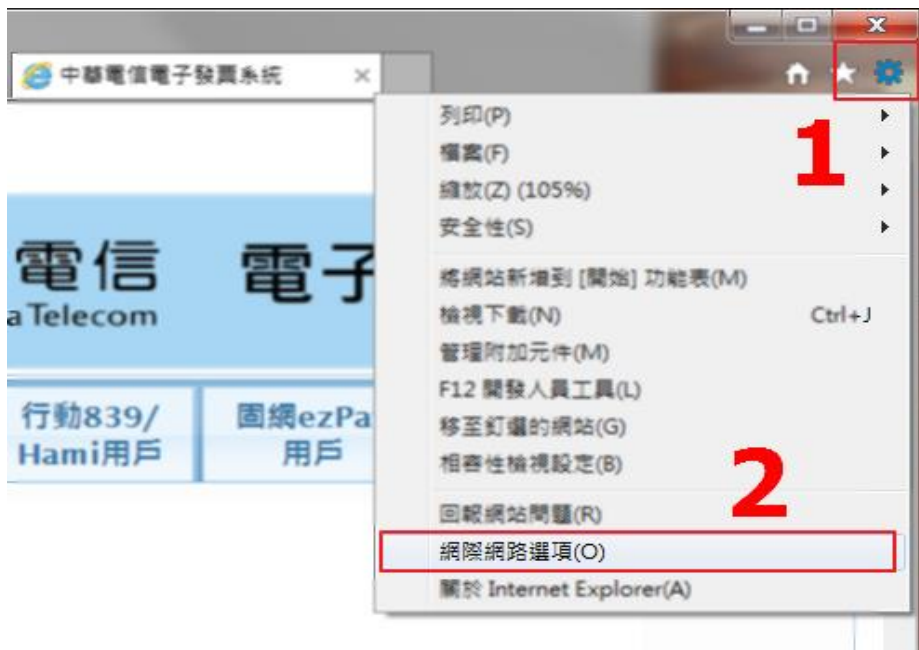 中華電信電子發票系統
1
列印(P)
檔案(F)
縮放(Z) (105%)
安全性(S)
將網站新增到 [開始] 功能表(M)
檢視下載(N) Ctrl+J
管理附加元件(M)
F12 開發人員工具(L)
移至釘選的網站(G)
相容性檢視設定(B)
2
回報網站問題(R)
網際網路選項(O)
關於 Internet Explorer(A)
電信 電子
a Telecom
行動839/
Hami用戶
固網ezPa
用戶